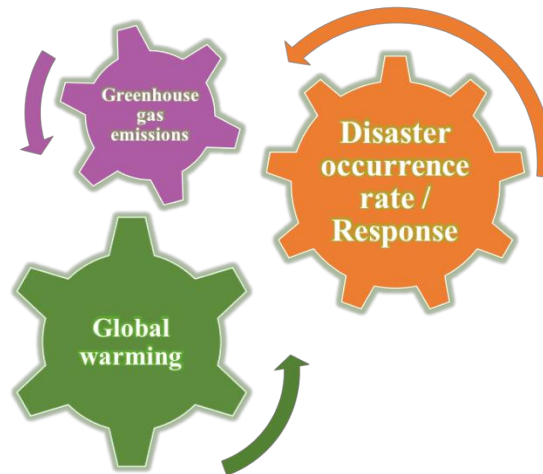 Greenhouse
gas
emissions
Disaster
occurrence
rate /
Response
Global
warming